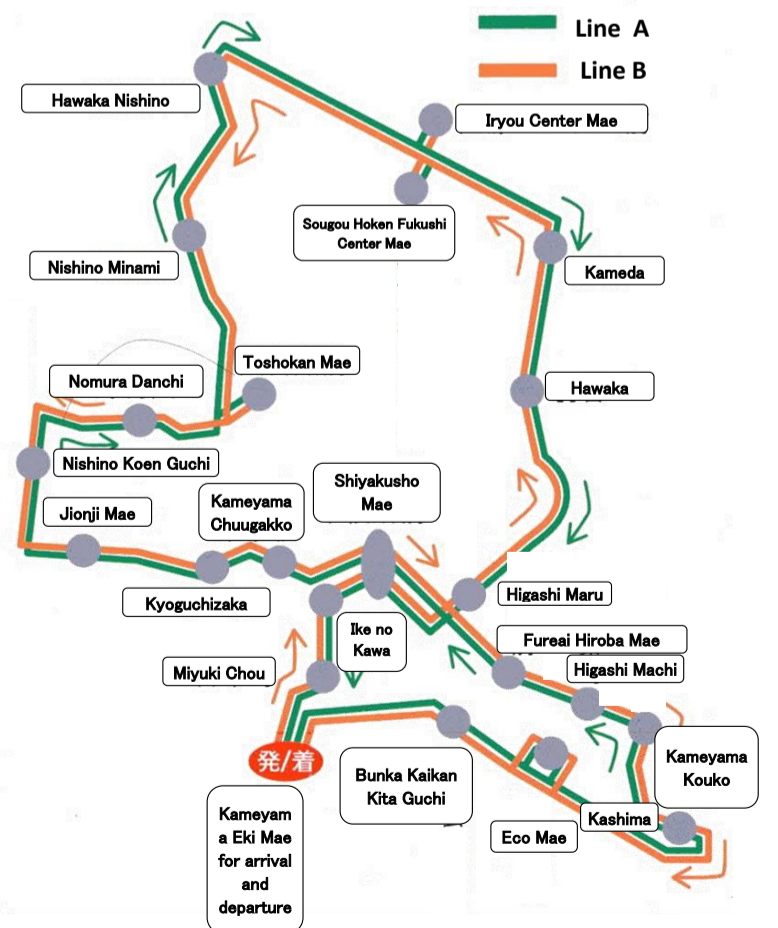 Line A
Line B
Hawaka Nishino
Iryou Center Mae
Sougou Hoken Fukushi
Center Mae
Nishino Minami
Kameda
Toshokan Mae
Nomura Danchi
Hawaka
Nishino Koen Guchi
Shiyakusho
Mae
Kameyama
Chuugakko
Jionji Mae
Kyoguchizaka
Higashi Maru
Ike no
Kawa
Fureai Hiroba Mae
Miyuki Chou
Higashi Machi
発/着
Bunka Kaikan
Kita Guchi
Kameyama
Kouko
Kameyam
a Eki Mae
for arrival
and
departure
Kashima
Eco Mae